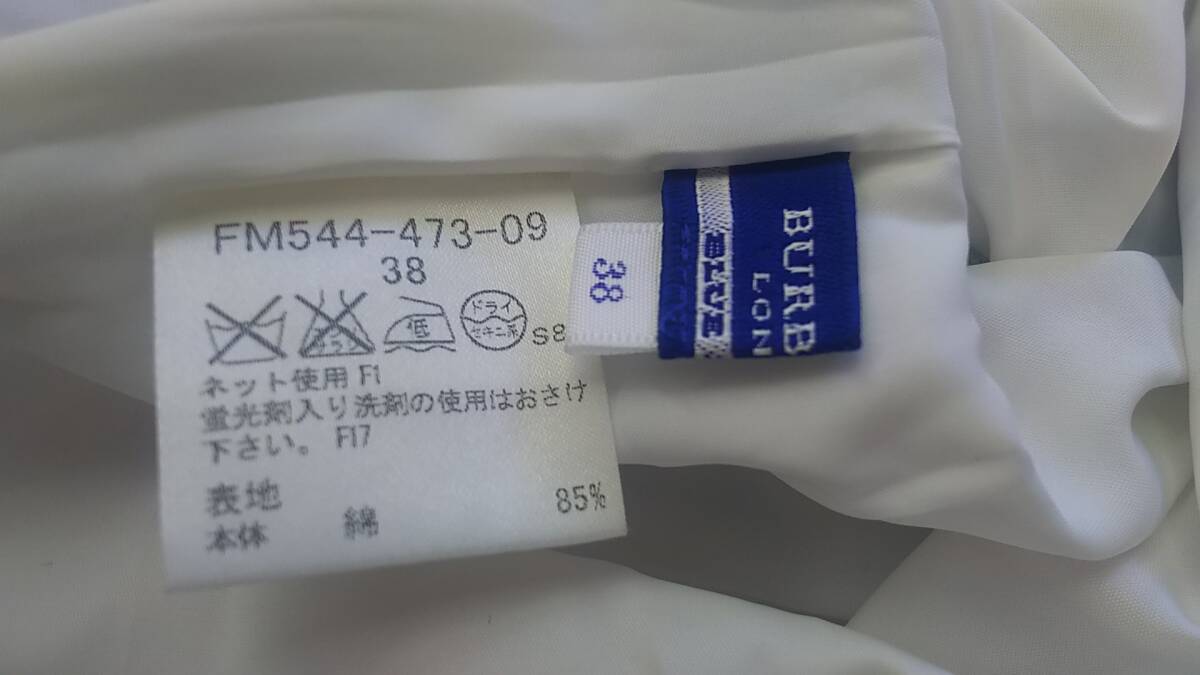 FM544-473-09
38
低
ドライ
セキユ系
S8
ネット使用 F1
蛍光剤入り洗剤の使用はおさけ
下さい。 F17
表地
本体 綿 85%
38
BURB
LON
BLUE